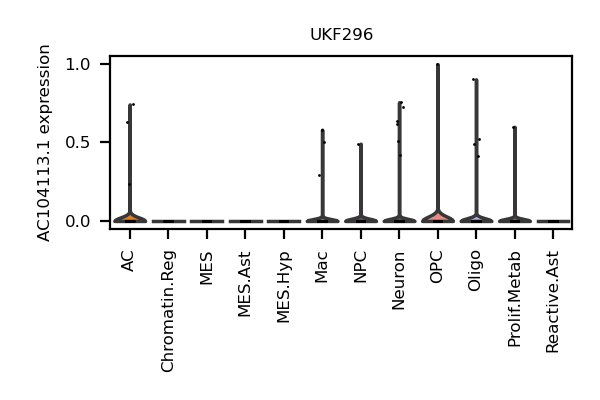 UKF296
AC104113.1 expression
1.0
0.5
0.0
AC
Chromatin.Reg
MES
MES.Ast
MES.Hyp
Mac
NPC
Neuron
OPC
Oligo
Prolif.Metab
Reactive.Ast